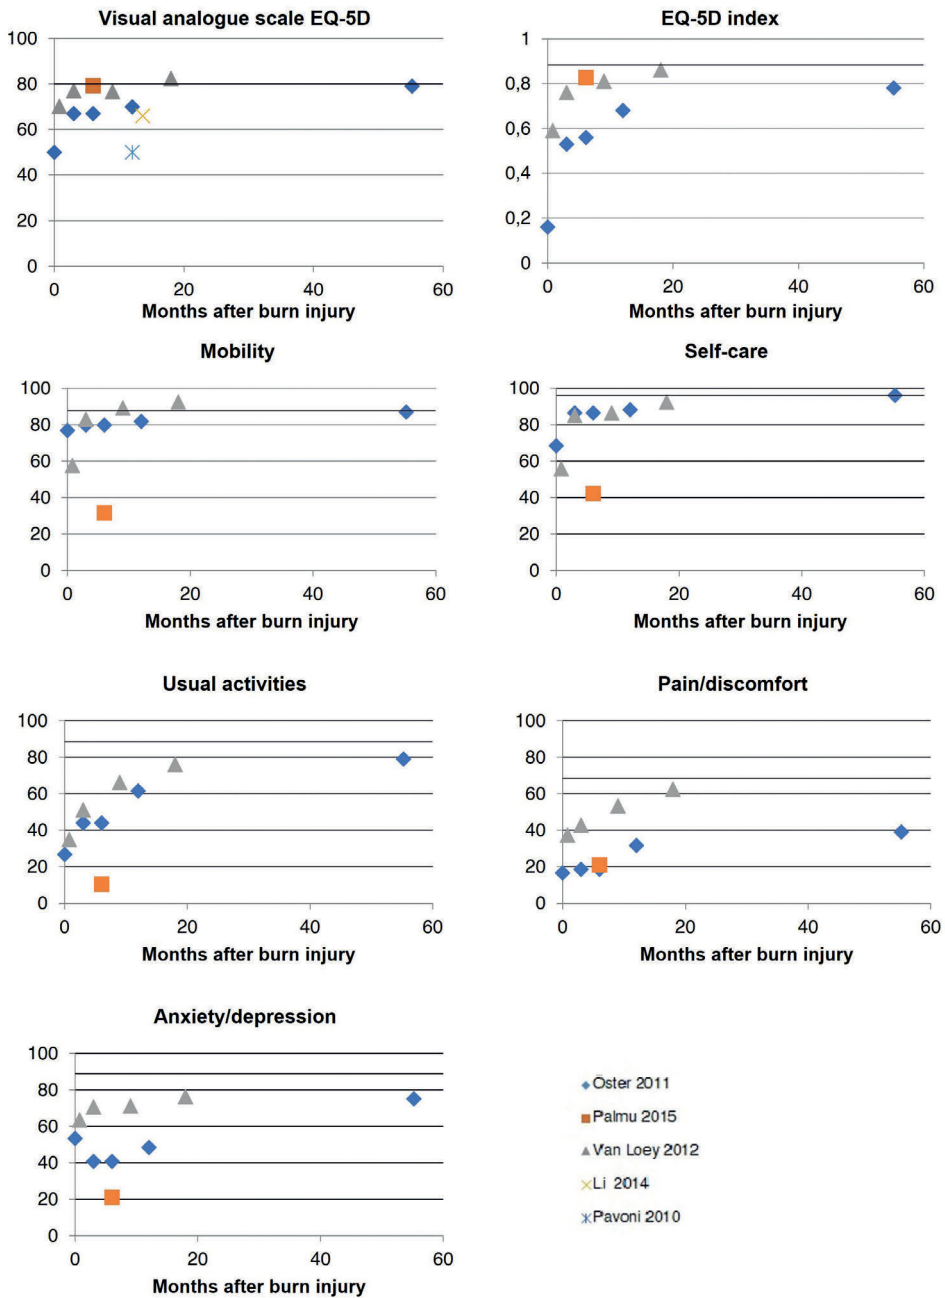 Visual analogue scale EQ-5D
100
80
60
40
20
0
0 20 40 60
Months after burn injury
EQ-5D index
1
0,8
0,6
0,4
0,2
0
0 20 40 60
Months after burn injury
Mobility
100
80
60
40
20
0
0 20 40 60
Months after burn injury
Self-care
100
80
60
40
20
0
0 20 40 60
Months after burn injury
Usual activities
100
80
60
40
20
0
0 20 40 60
Months after burn injury
Pain/discomfort
100
80
60
40
20
0
0 20 40 60
Months after burn injury
Anxiety/depression
100
80
60
40
20
0
0 20 40 60
Months after burn injury
Öster 2011
Palmu 2015
Van Loey 2012
Li 2014
Pavoni 2010